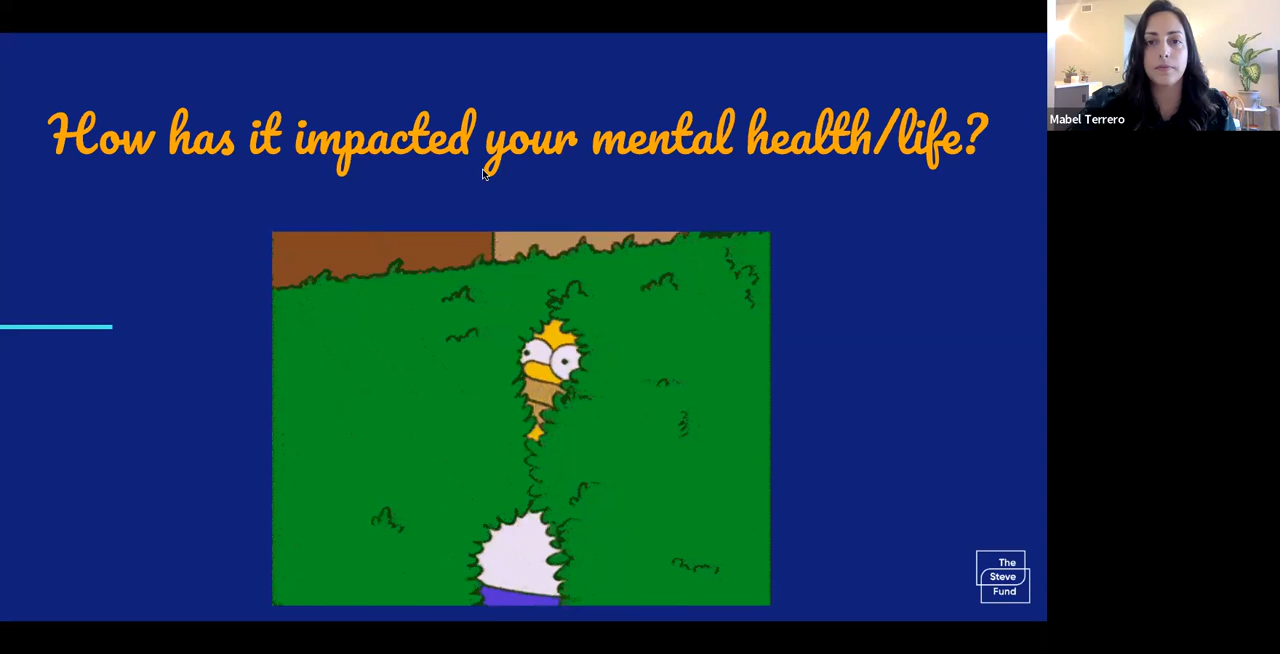 How has it impacted your mental health/life?
Mabel Terrero
The
Steve
Fund